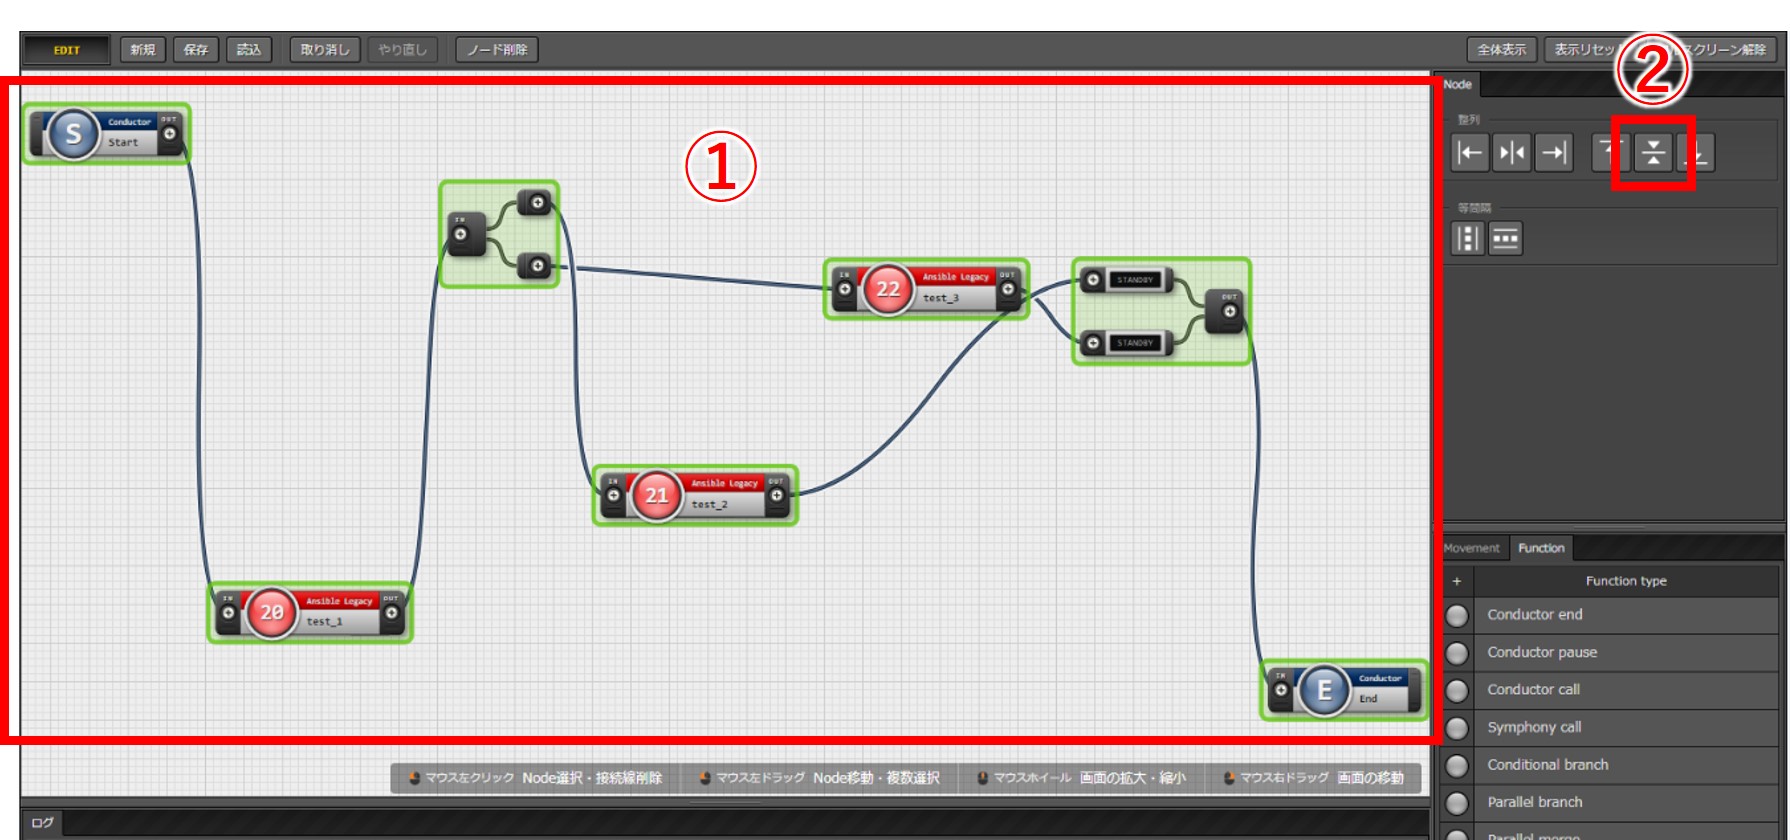 EDIT 新規 保存 読込 取り消し やり直し ノード削除 全体表示 表示リセッ スクリーン解除
②
Node
整列
等間隔
①
S Conductor OUT
Start
IN
IN 22 Ansible Legacy OUT
test_3
STANDBY
STANDBY
OUT
IN 21 Ansible Legacy OUT
test_2
IN 20 Ansible Legacy OUT
test_1
IN E Conductor
End
Movement Function
+ Function type
Conductor end
Conductor pause
Conductor call
Symphony call
Conditional branch
Parallel branch
Parallel merge
マウス左クリック Node選択・接続線削除 マウス左ドラッグ Node移動・複数選択 マウスホイール 画面の拡大・縮小 マウス右ドラッグ 画面の移動
ログ